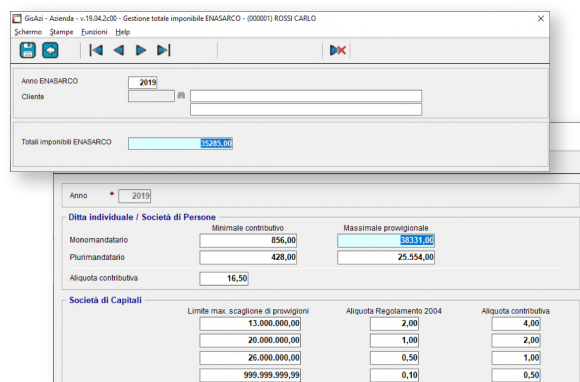 GisAzi - Azienda - v.19.04.2c00 - Gestione totale imponibile ENASARCO - (000001) ROSSI CARLO
Schermo Stampe Funzioni Help
Anno ENASARCO 2019
Cliente
Totali imponibili ENASARCO 35285,00
Anno * 2019
Ditta individuale / Società di Persone
Minimale contributivo Massimale provvigionale
Monomandatario 856,00 38331,00
Plurimandatario 428,00 25.554,00
Aliquota contributiva 16,50
Società di Capitali
Limite max. scaglione di provvigioni Aliquota Regolamento 2004 Aliquota contributiva
13.000.000,00 2,00 4,00
20.000.000,00 1,00 2,00
26.000.000,00 0,50 1,00
999.999.999,99 0,10 0,50